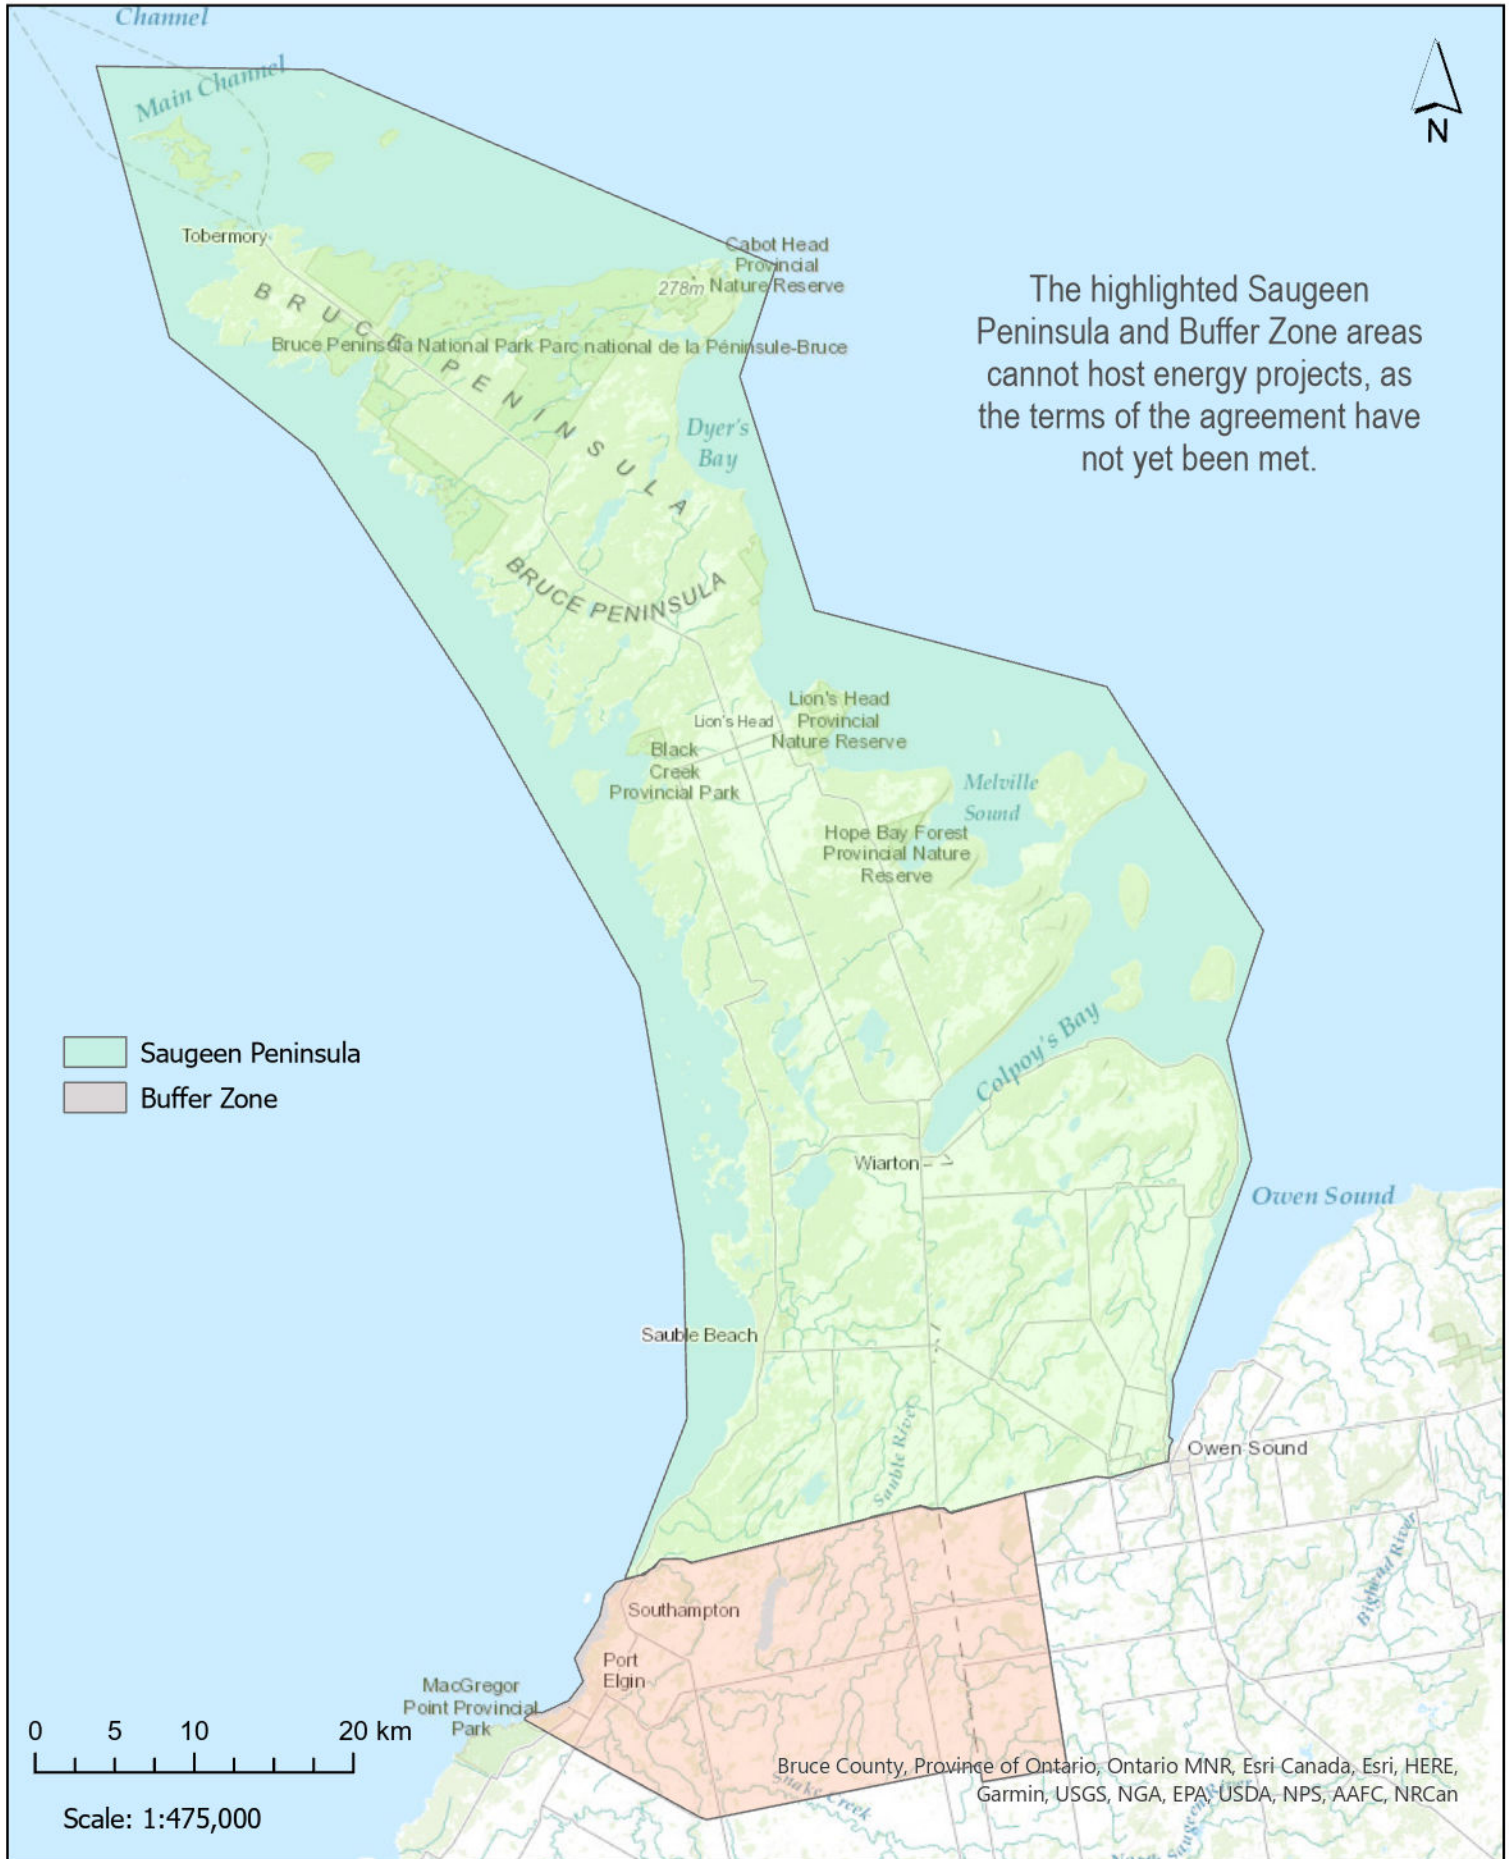 Channel
Main Channel
N
Tobermory
Cabot Head
Provincial
Nature Reserve
278m
BRUCE PENINSULA
Bruce Peninsula National Park Parc national de la Péninsule-Bruce
The highlighted Saugeen
Peninsula and Buffer Zone areas
cannot host energy projects, as
the terms of the agreement have
not yet been met.
Dyer's
Bay
BRUCE PENINSULA
Lion's Head
Lion's Head
Provincial
Nature Reserve
Black
Creek
Provincial Park
Melville
Sound
Hope Bay Forest
Provincial Nature
Reserve
Colpoy's Bay
Saugeen Peninsula
Buffer Zone
Wiarton
Owen Sound
Sauble Beach
Sauble River
Owen Sound
Bighead River
Southampton
Port
Elgin
MacGregor
Point Provincial
Park
0 5 10 20 km
Scale: 1:475,000
Snake Creek
Bruce County, Province of Ontario, Ontario MNR, Esri Canada, Esri, HERE,
Garmin, USGS, NGA, EPA, USDA, NPS, AAFC, NRCan
Saugeen River